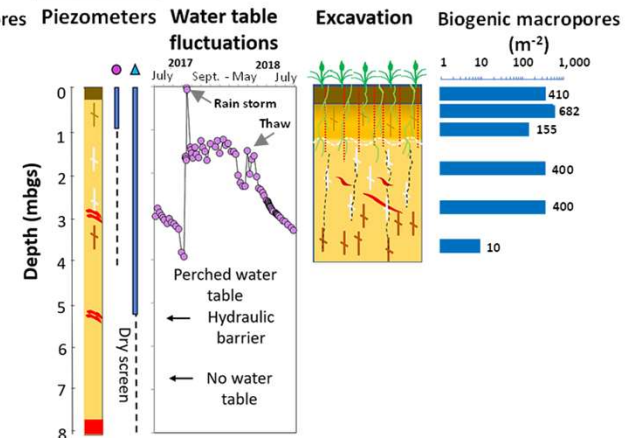 res
Piezometers
Water table
fluctuations
Excavation
Biogenic macropores
(m-2)
2017
2018
July
Sept. - May
July
1
10
100
1,000
Depth (mbgs)
0
1
2
3
4
5
6
7
8
Dry screen
Rain storm
Thaw
Perched water
table
Hydraulic
barrier
No water
table
410
682
155
400
400
10